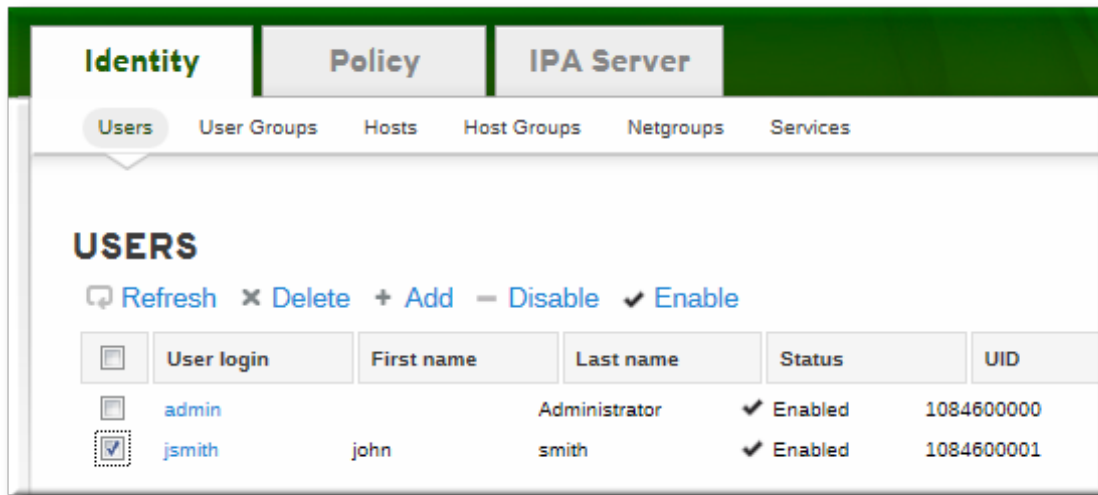 Identity Policy IPA Server
Users User Groups Hosts Host Groups Netgroups Services
USERS
Refresh Delete Add Disable Enable
User login First name Last name Status UID
admin Administrator Enabled 1084600000
jsmith john smith Enabled 1084600001